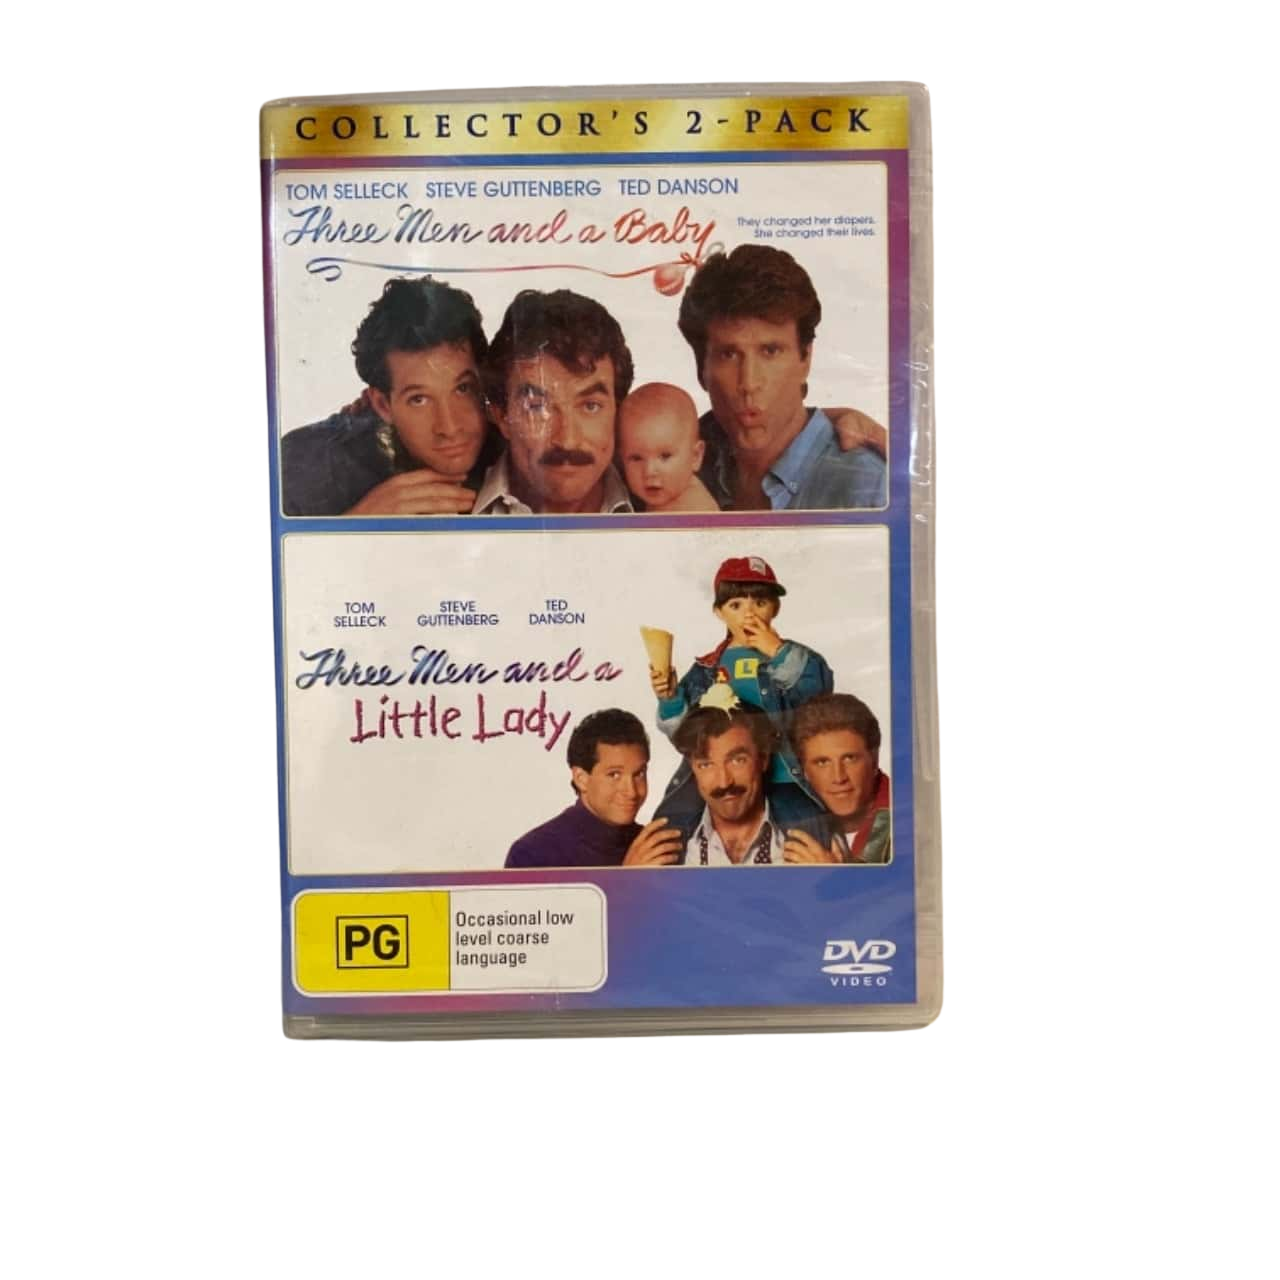 COLLECTOR'S 2-PACK
TOM SELLECK STEVE GUTTENBERG TED DANSON
Three Men and a Baby
They changed her diapers.
She changed their lives.
TOM SELLECK
STEVE GUTTENBERG
TED DANSON
Three Men and a
Little Lady
L
PG
Occasional low
level coarse
language
DVD
VIDEO